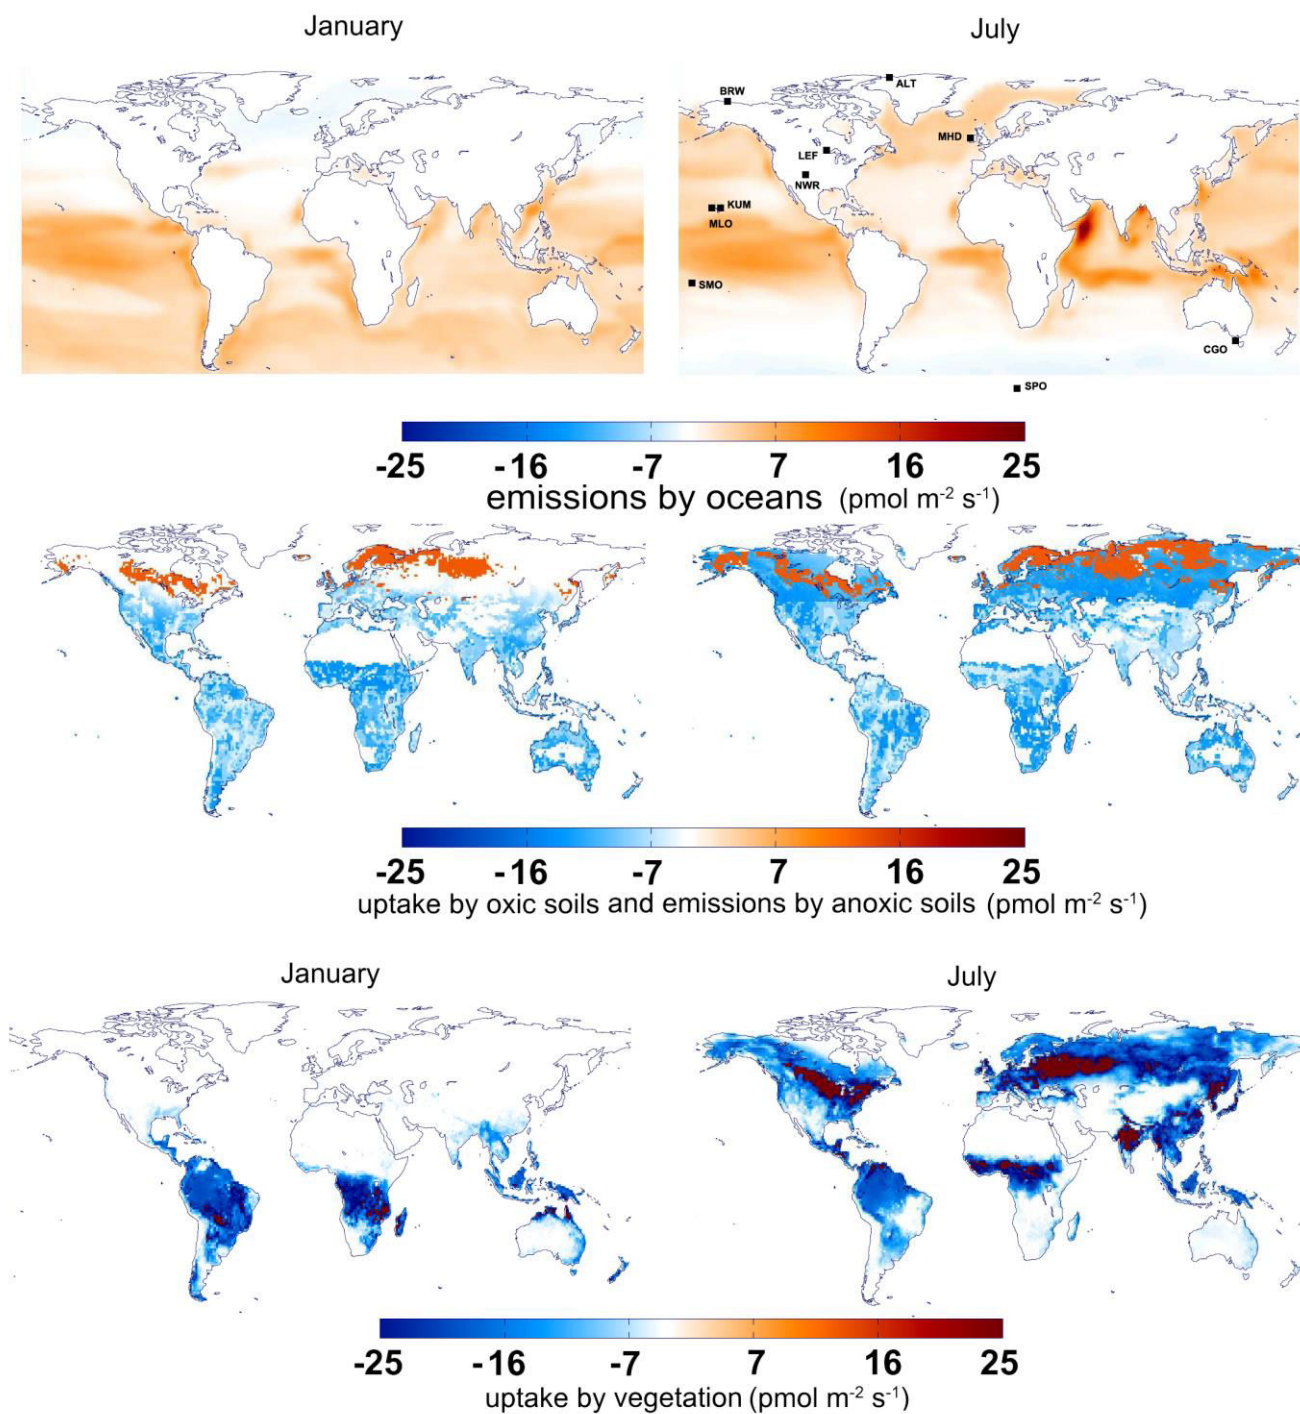 January
July
ALT
BRW
MHD
LEF
NWR
KUM
MLO
SMO
CGO
SPO
-25 -16 -7 7 16 25
emissions by oceans (pmol m⁻² s⁻¹)
-25 -16 -7 7 16 25
uptake by oxic soils and emissions by anoxic soils (pmol m⁻² s⁻¹)
January
July
-25 -16 -7 7 16 25
uptake by vegetation (pmol m⁻² s⁻¹)